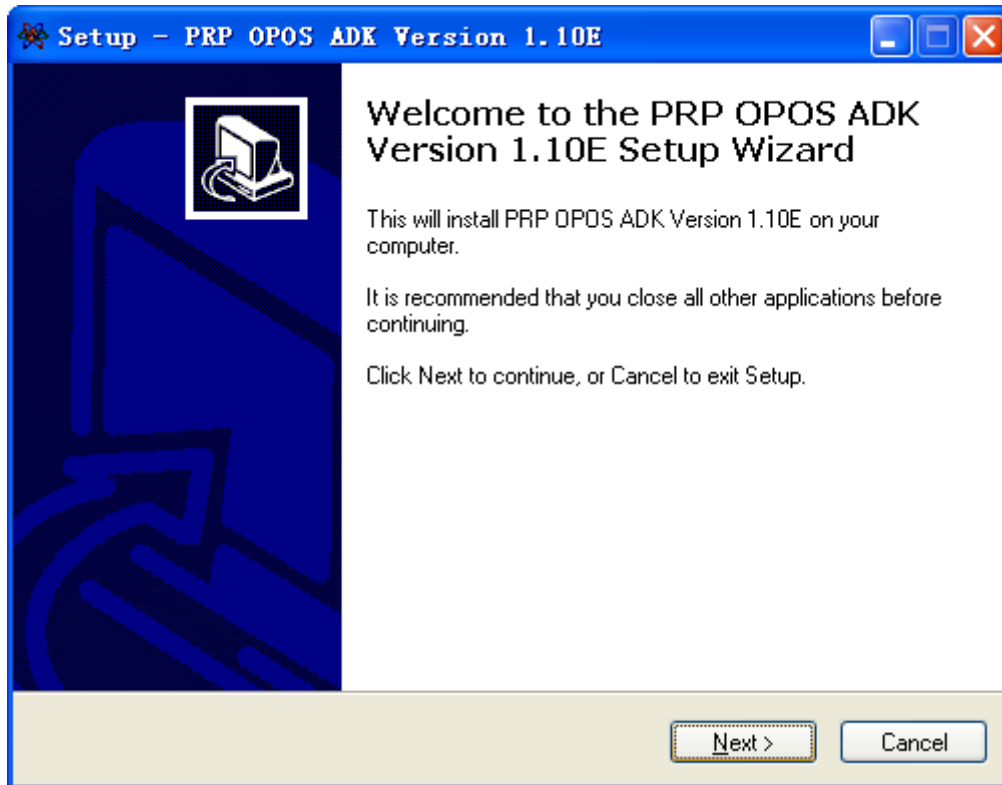 Setup - PRP OPOS ADK Version 1.10E
Welcome to the PRP OPOS ADK
Version 1.10E Setup Wizard
This will install PRP OPOS ADK Version 1.10E on your
computer.
It is recommended that you close all other applications before
continuing.
Click Next to continue, or Cancel to exit Setup.
Next >
Cancel